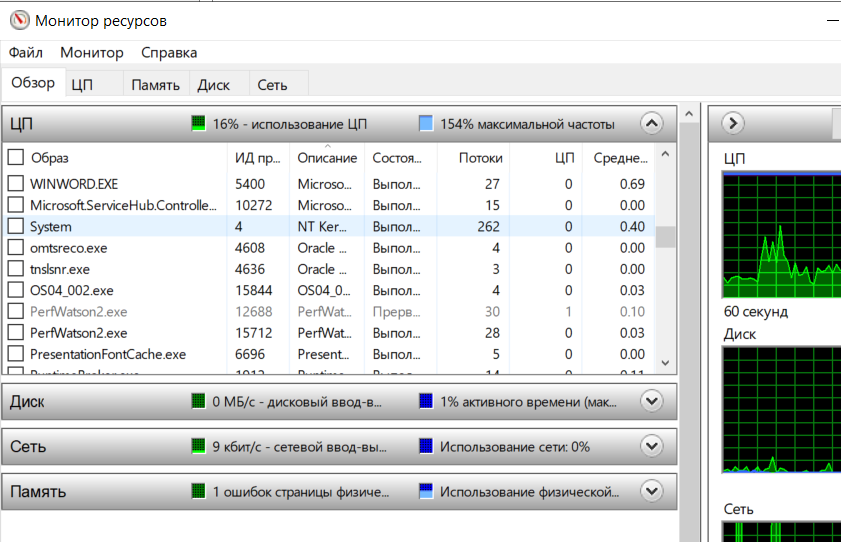 Монитор ресурсов
Файл Монитор Справка
Обзор ЦП Память Диск Сеть
ЦП 16% - использование ЦП 154% максимальной частоты
Образ ИД пр... Описание Состоя... Потоки ЦП Средне...
WINWORD.EXE 5400 Microso... Выпол... 27 0 0.69
Microsoft.ServiceHub.Controlle... 10272 Microso... Выпол... 15 0 0.00
System 4 NT Ker... Выпол... 262 0 0.40
omtsreco.exe 4608 Oracle ... Выпол... 4 0 0.00
tnslsnr.exe 4636 Oracle ... Выпол... 3 0 0.00
OS04_002.exe 15844 OS04_0... Выпол... 4 0 0.03
PerfWatson2.exe 12688 PerfWat... Прерв... 30 1 0.10
PerfWatson2.exe 15712 PerfWat... Выпол... 28 0 0.03
PresentationFontCache.exe 6696 Present... Выпол... 5 0 0.00
Диск 0 МБ/с - дисковый ввод-в... 1% активного времени (мак...
Сеть 9 кбит/с - сетевой ввод-вы... Использование сети: 0%
Память 1 ошибок страницы физиче... Использование физической...
ЦП
60 секунд
Диск
Сеть